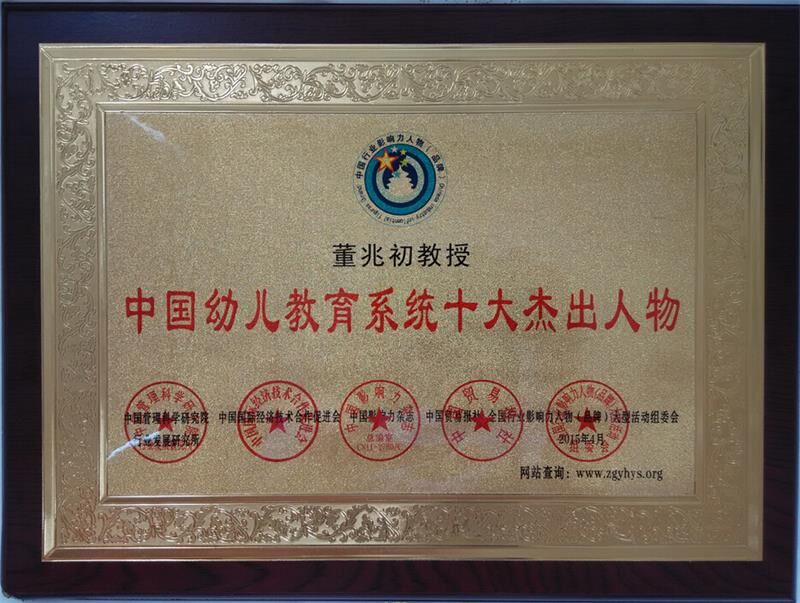 中国行业影响力人物（品牌）
董兆初教授
中国幼儿教育系统十大杰出人物
中国管理科学研究院 中国国际经济技术合作促进会 中国影响力杂志 中国贸易报社 全国行业影响力人物（品牌）大型活动组委会
行业发展研究所 2015年4月
网站查询：www.zgyhys.org